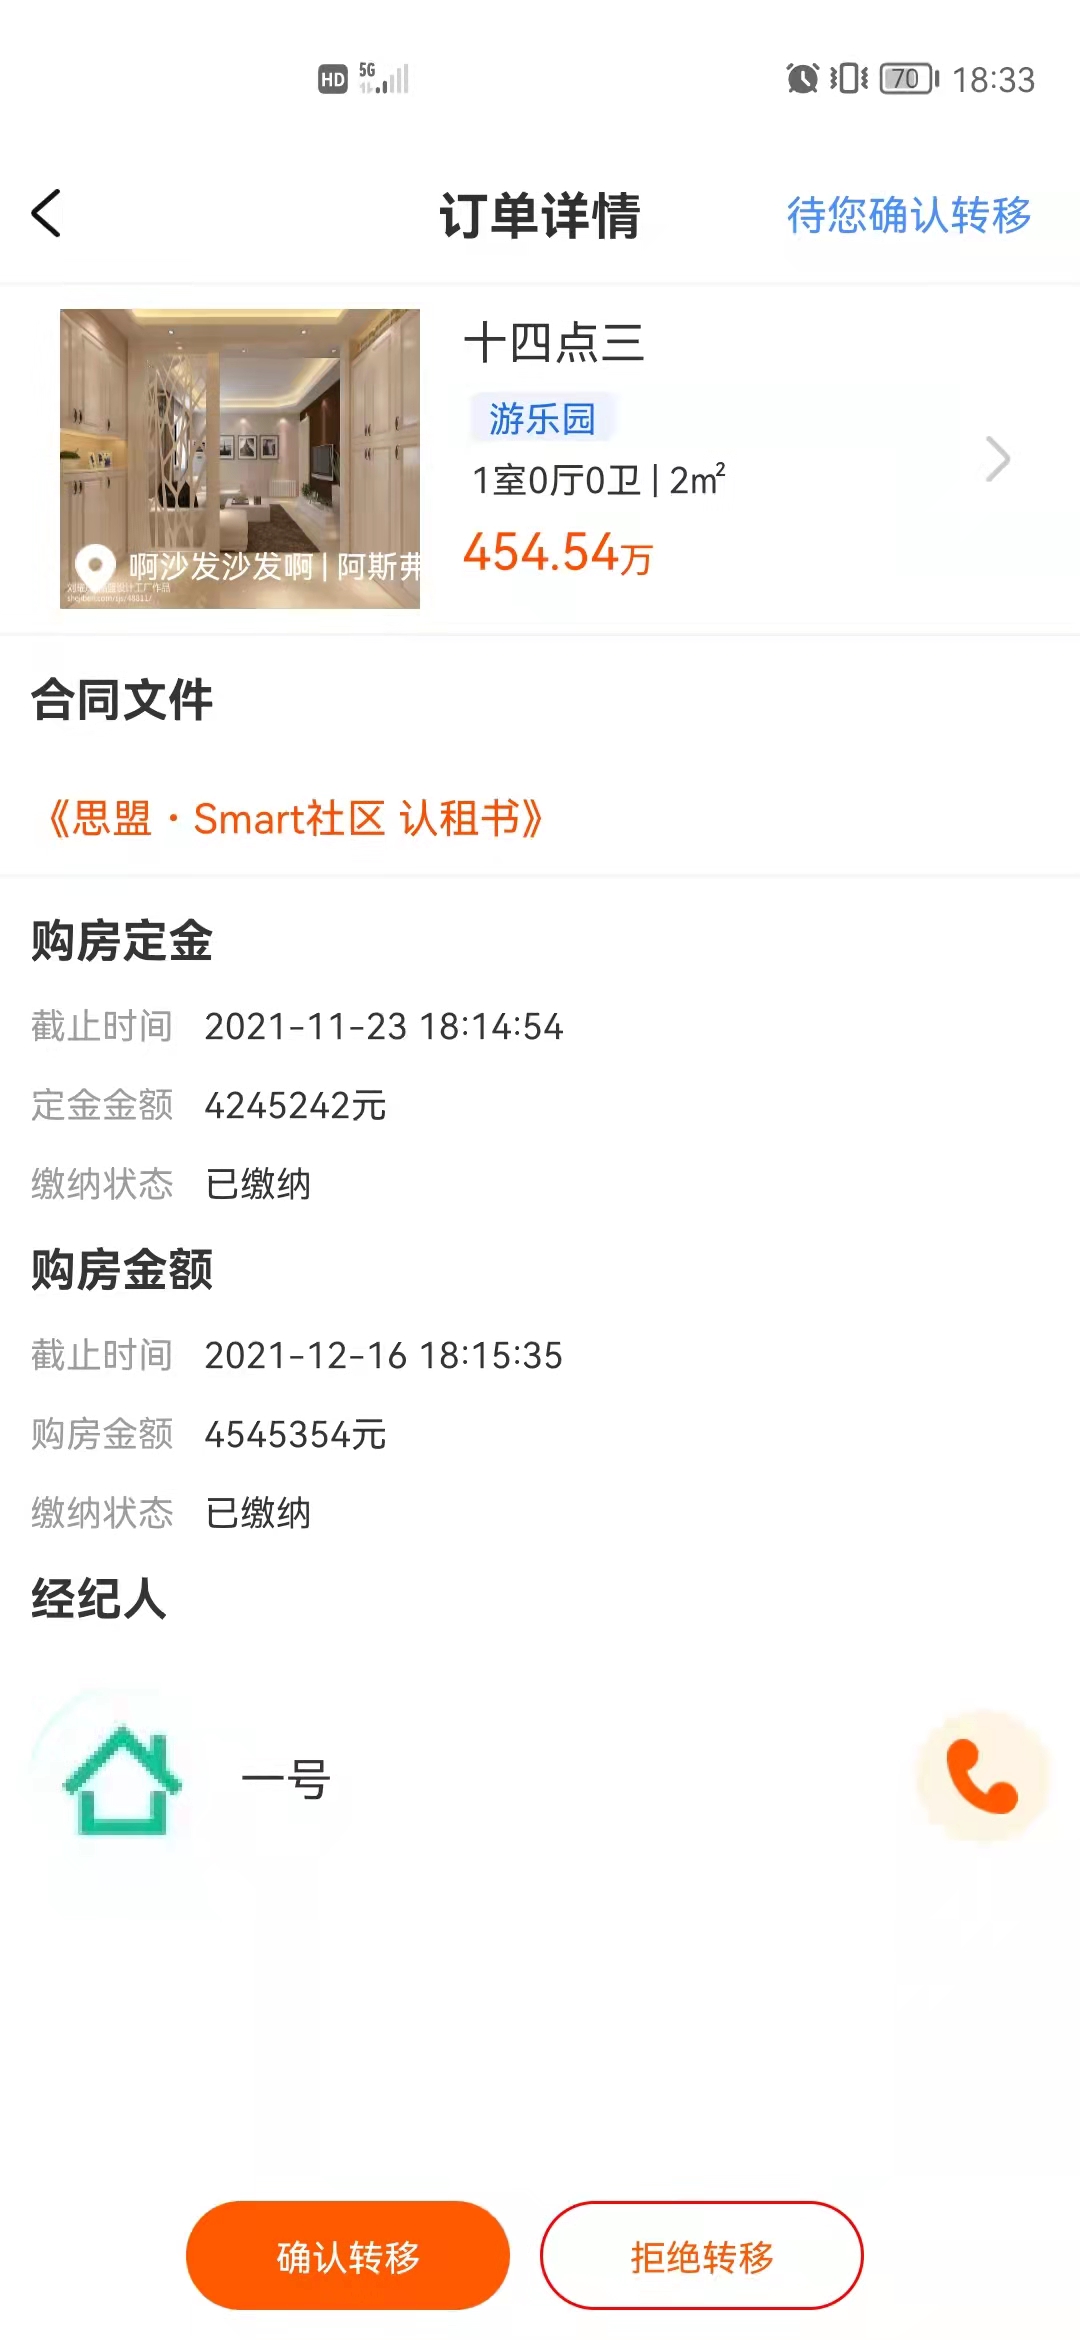 HD 5G 70 18:33
订单详情 待您确认转移
十四点三
游乐园
1室0厅0卫 | 2㎡
454.54万
啊沙发沙发啊 | 阿斯弗
合同文件
《思盟·Smart社区 认租书》
购房定金
截止时间 2021-11-23 18:14:54
定金金额 4245242元
缴纳状态 已缴纳
购房金额
截止时间 2021-12-16 18:15:35
购房金额 4545354元
缴纳状态 已缴纳
经纪人
一号
确认转移 拒绝转移